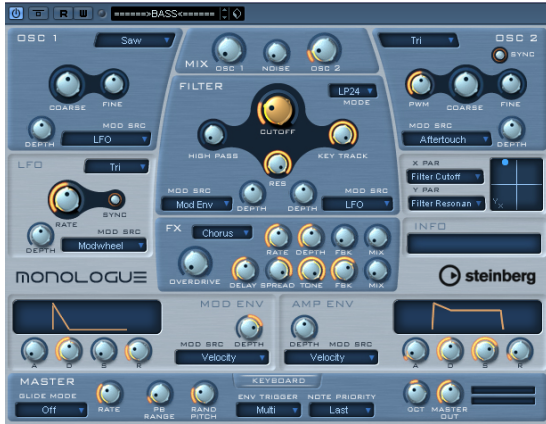 R W ======>BASS<======
OSC 1 Saw
COARSE FINE
MOD SRC
DEPTH LFO
MIX OSC 1 NOISE OSC 2
Tri OSC 2
SYNC
PWM COARSE FINE
MOD SRC
Aftertouch DEPTH
FILTER
LP24
MODE
CUTOFF
HIGH PASS KEY TRACK
RES
MOD SRC MOD SRC
Mod Env DEPTH DEPTH LFO
LFO Tri
RATE SYNC
MOD SRC
DEPTH Modwheel
X PAR
Filter Cutoff
Y PAR
Filter Resonan
Y X
INFO
FX Chorus
RATE DEPTH FBK MIX
OVERDRIVE
DELAY SPREAD TONE FBK MIX
MONOLOGUE
steinberg
MOD ENV
MOD SRC DEPTH
A D S R Velocity
AMP ENV
DEPTH MOD SRC
Velocity A D S R
MASTER KEYBOARD
GLIDE MODE ENV TRIGGER NOTE PRIORITY
Off RATE PB RANGE RAND PITCH Multi Last OCT MASTER OUT